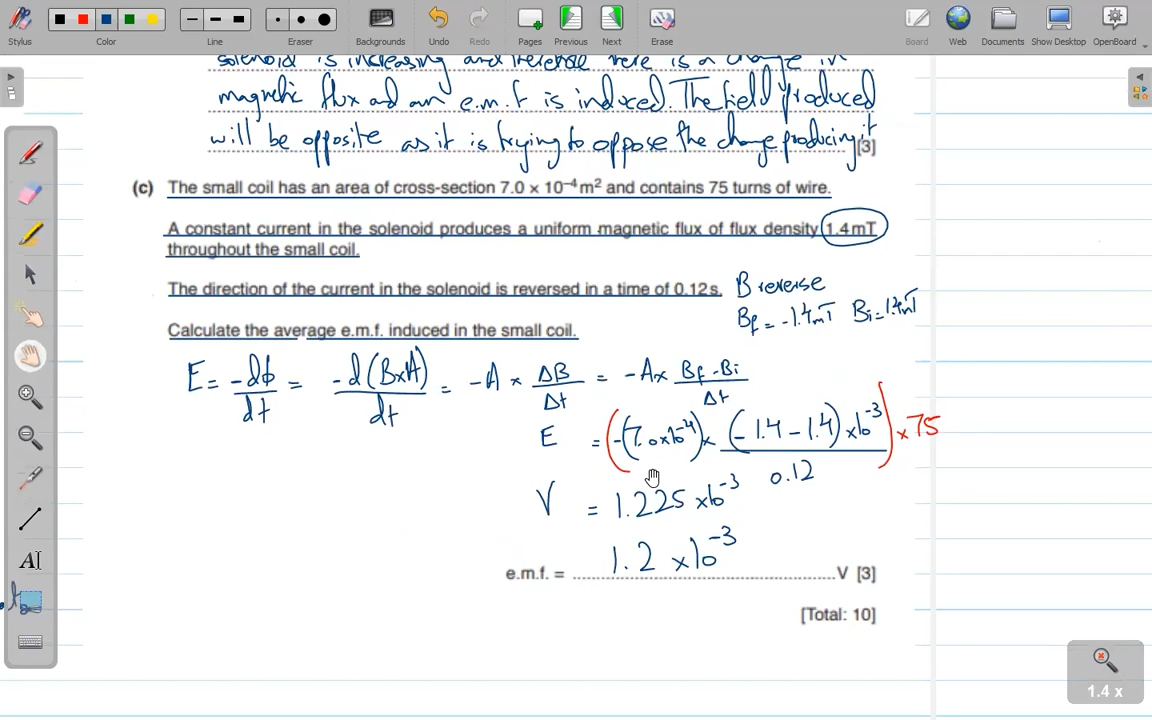 Stylus
Color
Line
Eraser
Backgrounds
Undo
Redo
Pages
Previous
Next
Erase
Board
Web
Documents
Show Desktop
OpenBoard
solenoid is increasing and therefore there is a change in
magnetic flux ad an e.m.f is induced. The field produced
will be opposite as it is trying to oppose the change producing it
[3]
(c) The small coil has an area of cross-section 7.0 × 10⁻⁴ m² and contains 75 turns of wire.
A constant current in the solenoid produces a uniform magnetic flux of flux density 1.4 mT
throughout the small coil.
The direction of the current in the solenoid is reversed in a time of 0.12 s.
B reverse
Bf = -1.4mT Bi = 1.4mT
Calculate the average e.m.f. induced in the small coil.
E = -dϕ/dt = -d(B×A)/dt = -A × ΔB/Δt = -A × (Bf - Bi)/Δt
E = (-(7.0×10⁻⁴) × (-1.4 - 1.4)×10⁻³/0.12) × 75
V = 1.225 ×10⁻³
1.2 ×10⁻³
e.m.f. = ........................................................ V [3]
[Total: 10]
1.4 x